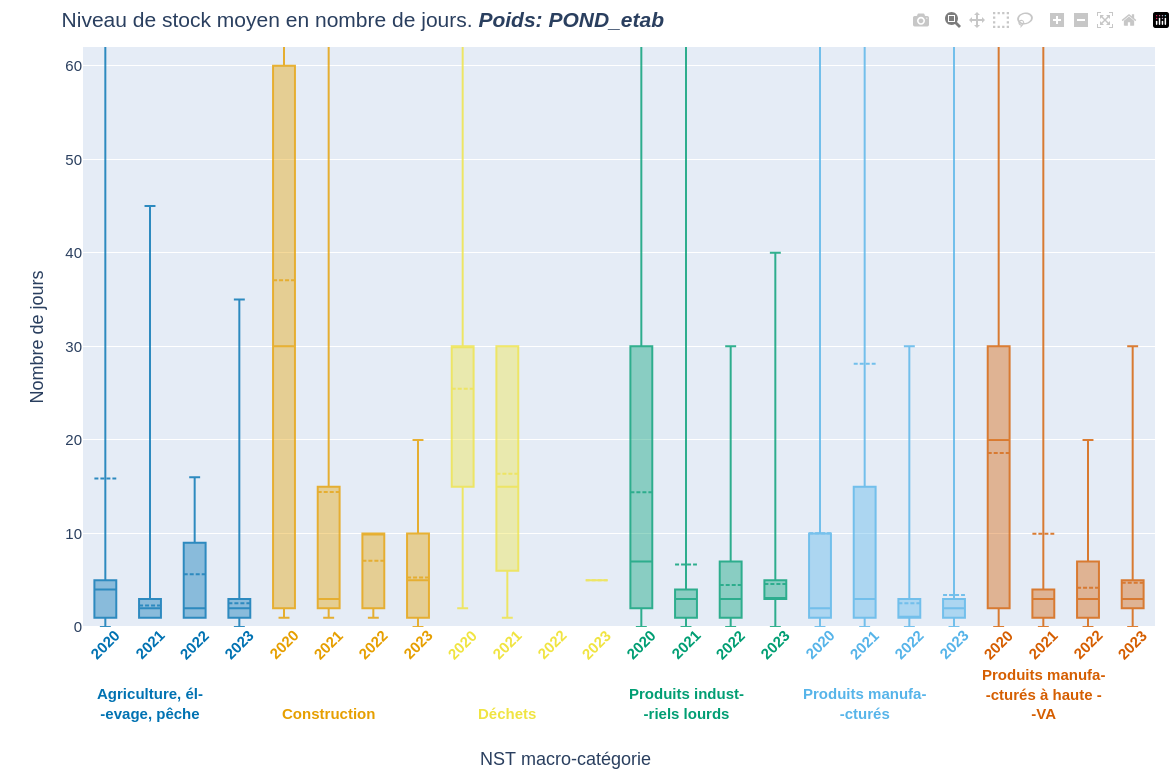 Niveau de stock moyen en nombre de jours. Poids: POND_etab
60
50
40
30
20
10
0
Nombre de jours
2020 2021 2022 2023 2020 2021 2022 2023 2020 2021 2022 2023 2020 2021 2022 2023 2020 2021 2022 2023 2020 2021 2022 2023
Agriculture, él-
-evage, pêche
Construction
Déchets
Produits indust-
-riels lourds
Produits manufa-
-cturés
Produits manufa-
-cturés à haute -
-VA
NST macro-catégorie